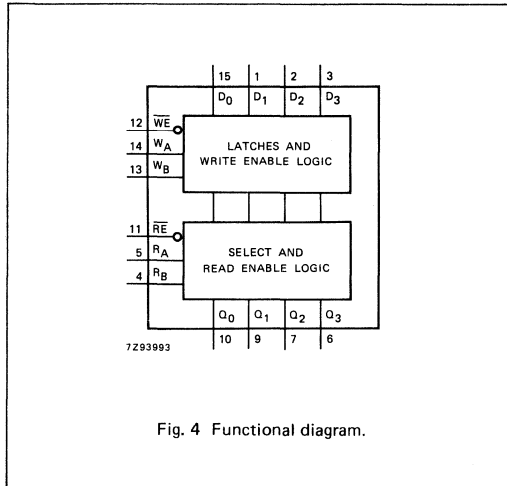 15 1 2 3
D0 D1 D2 D3
12 WE
14 WA
13 WB
LATCHES AND
WRITE ENABLE LOGIC
11 RE
5 RA
4 RB
SELECT AND
READ ENABLE LOGIC
Q0 Q1 Q2 Q3
10 9 7 6
7Z93993
Fig. 4 Functional diagram.